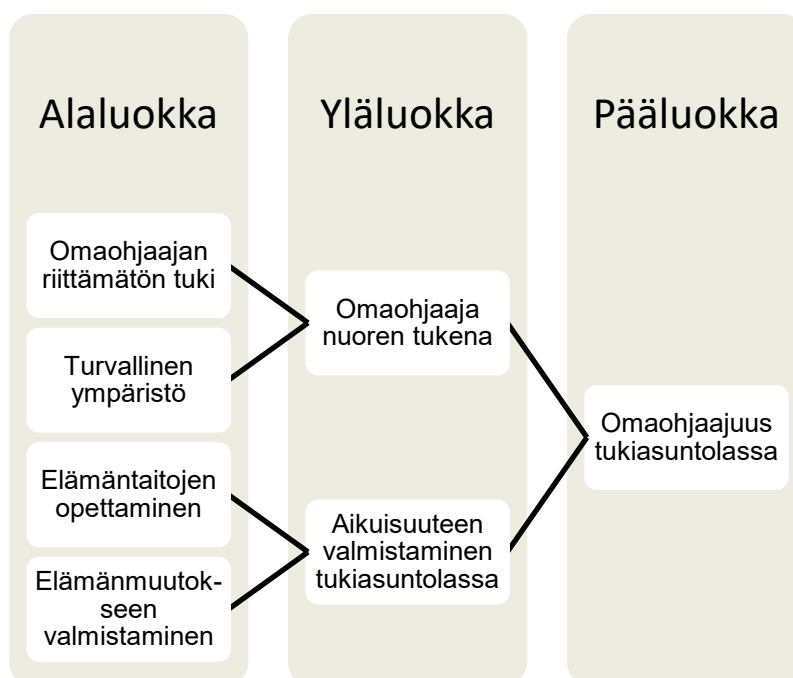 Alaluokka
Omaohjaajan
riittämätön tuki
Turvallinen
ympäristö
Elämäntaitojen
opettaminen
Elämänmuutok-
seen
valmistaminen
Yläluokka
Omaohjaaja
nuoren tukena
Aikuisuuteen
valmistaminen
tukiasuntolassa
Pääluokka
Omaohjaajuus
tukiasuntolassa